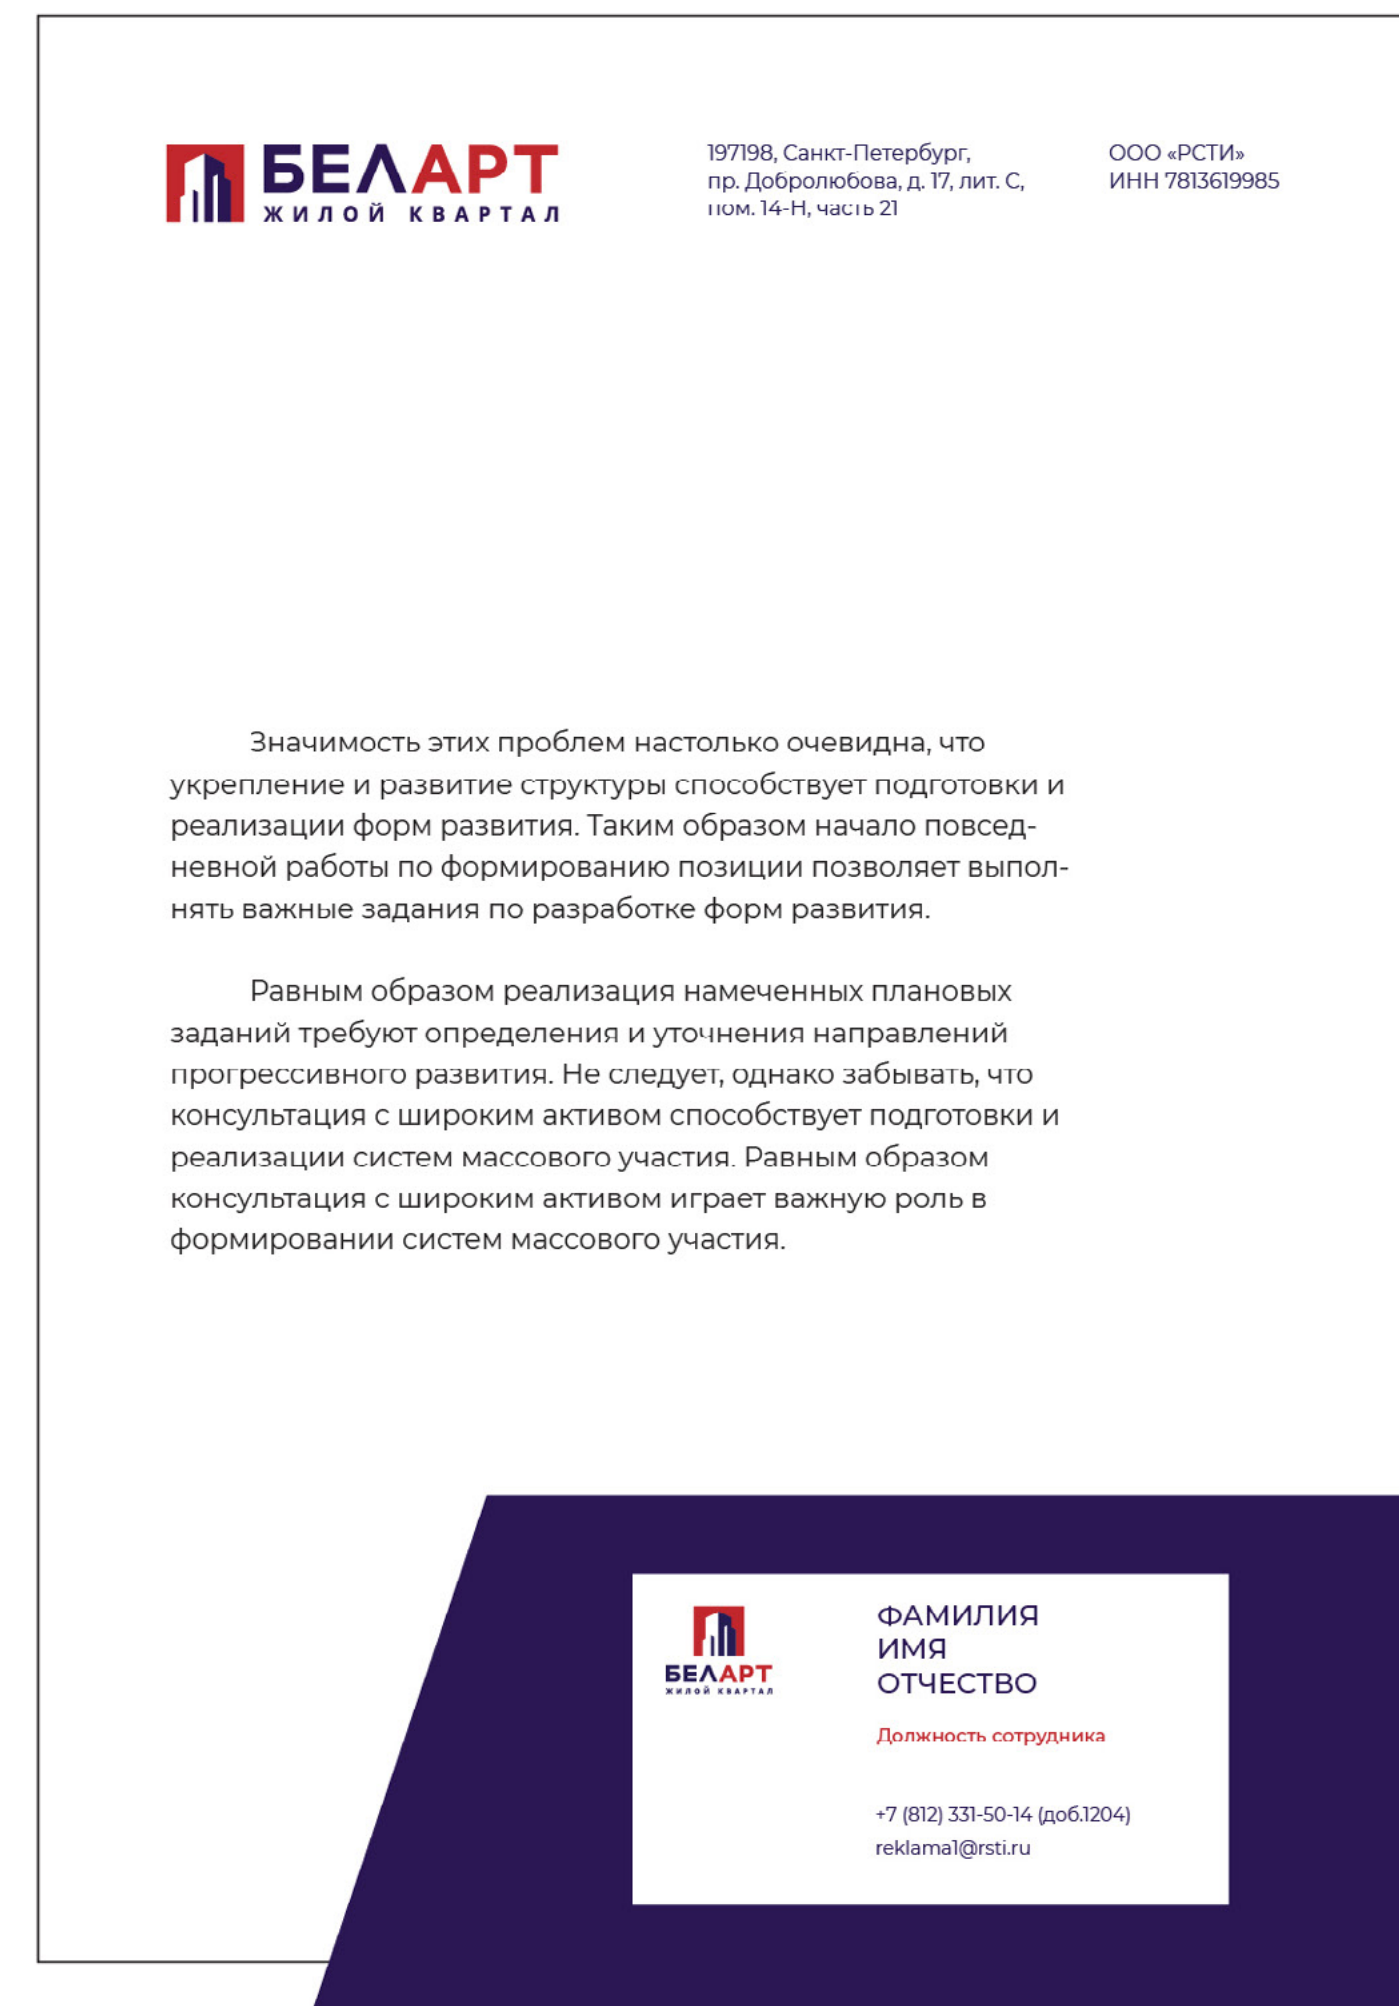 БЕЛАРТ
ЖИЛОЙ КВАРТАЛ
197198, Санкт-Петербург,
пр. Добролюбова, д. 17, лит. С,
пом. 14-Н, часть 21
ООО «РСТИ»
ИНН 7813619985
Значимость этих проблем настолько очевидна, что
укрепление и развитие структуры способствует подготовки и
реализации форм развития. Таким образом начало повсед-
невной работы по формированию позиции позволяет выпол-
нять важные задания по разработке форм развития.
Равным образом реализация намеченных плановых
заданий требуют определения и уточнения направлений
прогрессивного развития. Не следует, однако забывать, что
консультация с широким активом способствует подготовки и
реализации систем массового участия. Равным образом
консультация с широким активом играет важную роль в
формировании систем массового участия.
БЕЛАРТ
ЖИЛОЙ КВАРТАЛ
ФАМИЛИЯ
ИМЯ
ОТЧЕСТВО
Должность сотрудника
+7 (812) 331-50-14 (доб.1204)
reklama1@rsti.ru